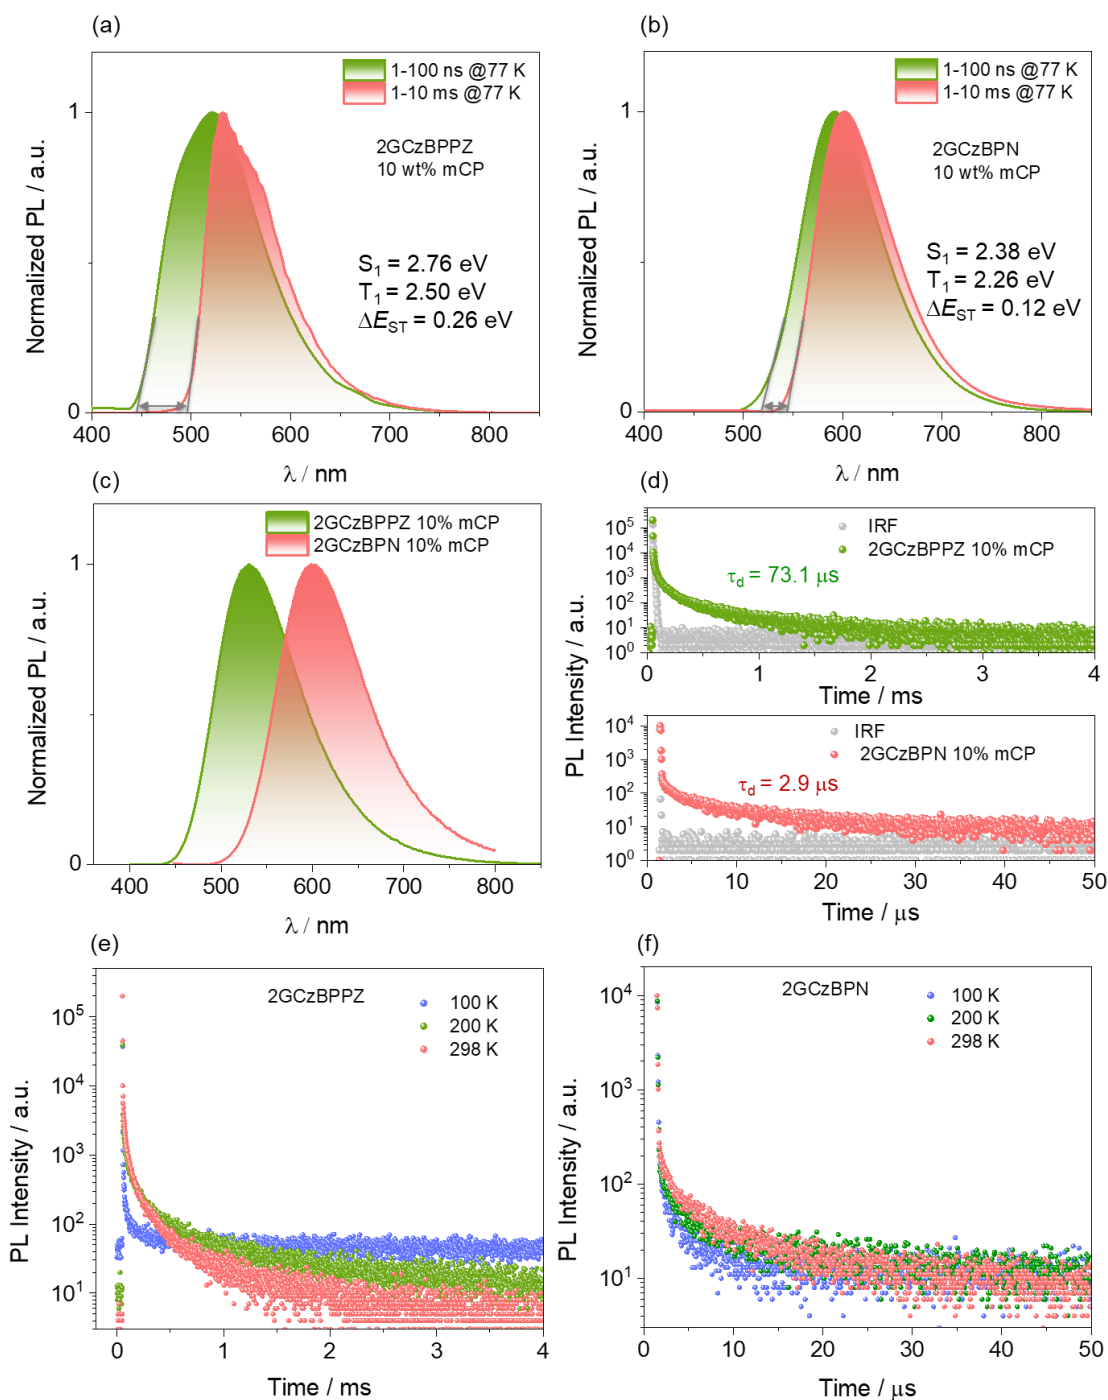 (a)
1-100 ns @77 K
1-10 ms @77 K
2GCzBPPZ
10 wt% mCP
S1 = 2.76 eV
T1 = 2.50 eV
ΔEST = 0.26 eV
Normalized PL / a.u.
1
0
400 500 600 700 800
λ / nm
(b)
1-100 ns @77 K
1-10 ms @77 K
2GCzBPN
10 wt% mCP
S1 = 2.38 eV
T1 = 2.26 eV
ΔEST = 0.12 eV
Normalized PL / a.u.
1
0
400 500 600 700 800
λ / nm
(c)
2GCzBPPZ 10% mCP
2GCzBPN 10% mCP
Normalized PL / a.u.
1
0
400 500 600 700 800
λ / nm
(d)
IRF
2GCzBPPZ 10% mCP
τd = 73.1 μs
10^5
10^4
10^3
10^2
10^1
10^0
0 1 2 3 4
Time / ms
PL Intensity / a.u.
IRF
2GCzBPN 10% mCP
τd = 2.9 μs
10^4
10^3
10^2
10^1
10^0
0 10 20 30 40 50
Time / μs
(e)
2GCzBPPZ
100 K
200 K
298 K
PL Intensity / a.u.
10^5
10^4
10^3
10^2
10^1
0 1 2 3 4
Time / ms
(f)
2GCzBPN
100 K
200 K
298 K
PL Intensity / a.u.
10^4
10^3
10^2
10^1
0 10 20 30 40 50
Time / μs